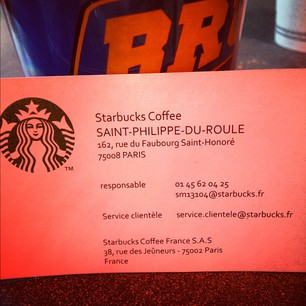 BRO
Starbucks Coffee
SAINT-PHILIPPE-DU-ROULE
162, rue du Faubourg Saint-Honoré
75008 PARIS
TM
responsable 01 45 62 04 25
sm13104@starbucks.fr
Service clientèle service.clientele@starbucks.fr
Starbucks Coffee France S.A.S
38, rue des Jeûneurs - 75002 Paris
France